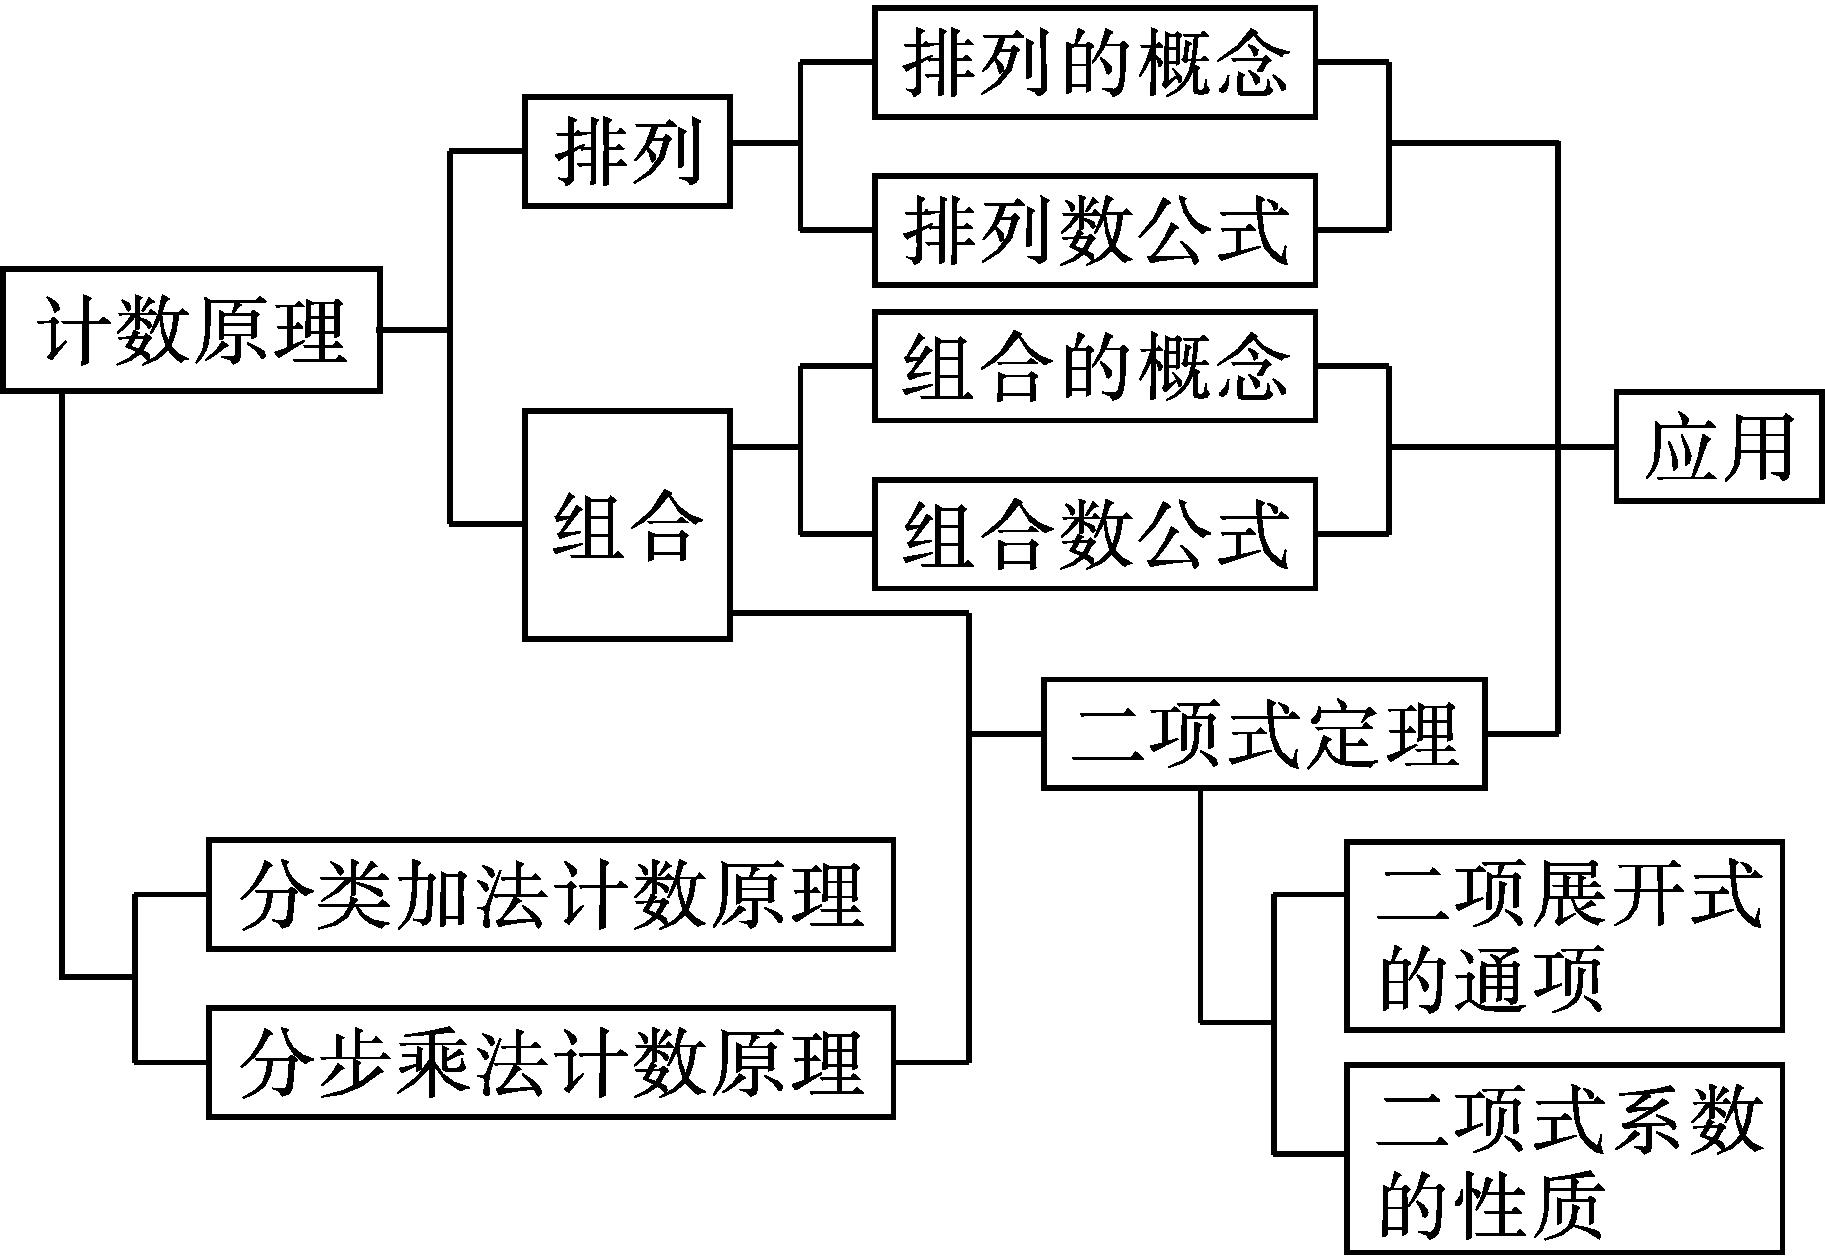 排列的概念
排列
排列数公式
计数原理
组合的概念
应用
组合
组合数公式
二项式定理
分类加法计数原理
二项展开式
的通项
分步乘法计数原理
二项式系数
的性质